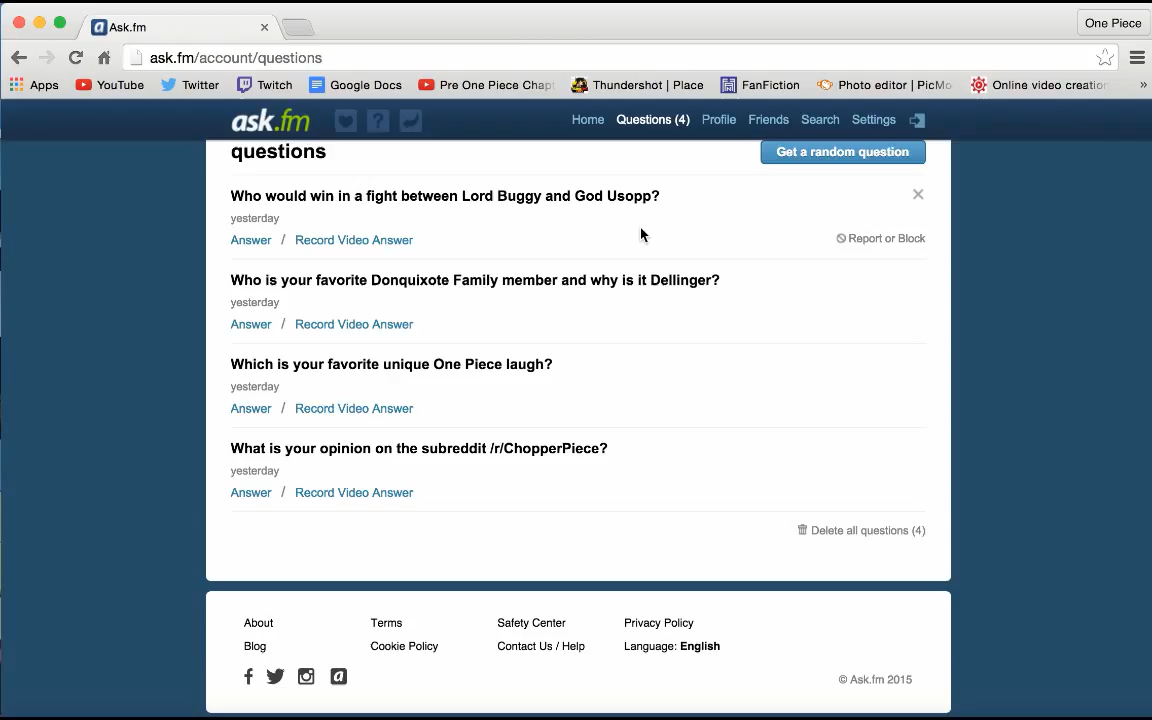 Ask.fm
One Piece
ask.fm/account/questions
Apps YouTube Twitter Twitch Google Docs Pre One Piece Chapt Thundershot | Place FanFiction Photo editor | PicMo Online video creation »
ask.fm Home Questions (4) Profile Friends Search Settings
questions Get a random question
Who would win in a fight between Lord Buggy and God Usopp?
yesterday
Answer / Record Video Answer Report or Block
Who is your favorite Donquixote Family member and why is it Dellinger?
yesterday
Answer / Record Video Answer
Which is your favorite unique One Piece laugh?
yesterday
Answer / Record Video Answer
What is your opinion on the subreddit /r/ChopperPiece?
yesterday
Answer / Record Video Answer
Delete all questions (4)
About Terms Safety Center Privacy Policy
Blog Cookie Policy Contact Us / Help Language: English
© Ask.fm 2015